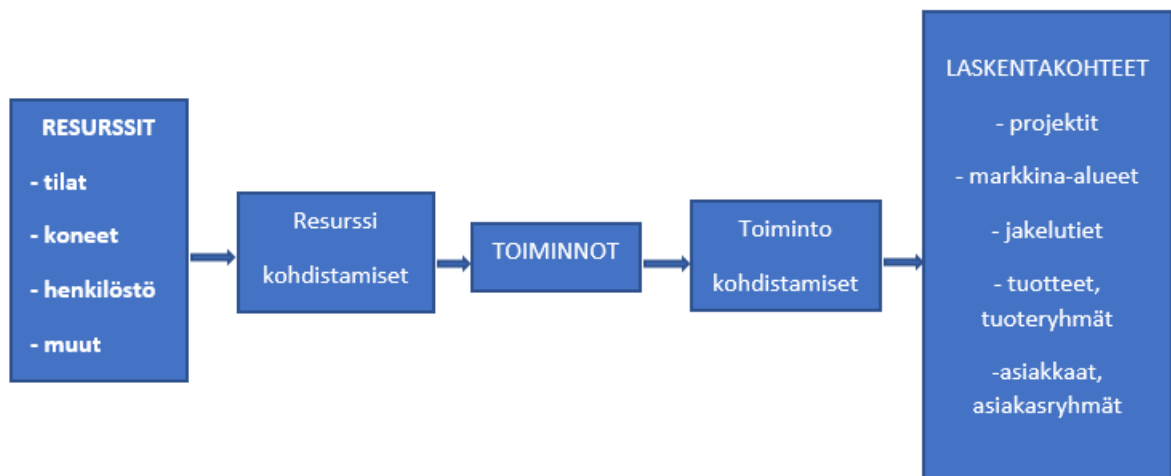 RESURSSIT
- tilat
- koneet
- henkilöstö
- muut
Resurssi
kohdistamiset
TOIMINNOT
Toiminto
kohdistamiset
LASKENTAKOHTEET
- projektit
- markkina-alueet
- jakelutiet
- tuotteet,
tuoteryhmät
-asiakkaat,
asiakasryhmät